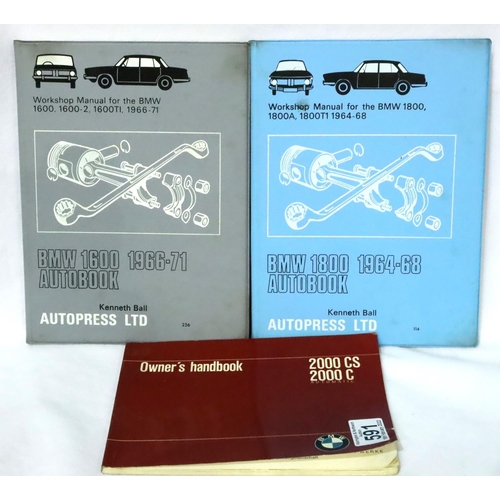 Workshop Manual for the BMW
1600, 1600-2, 1600TI, 1966-71
BMW 1600 1966-71
AUTOBOOK
Kenneth Ball
AUTOPRESS LTD
Workshop Manual for the BMW 1800,
1800A, 1800TI 1964-68
BMW 1800 1964-68
AUTOBOOK
Kenneth Ball
AUTOPRESS LTD
Owner's handbook
2000 CS
2000 C
AUTOMATIC
591
BMW